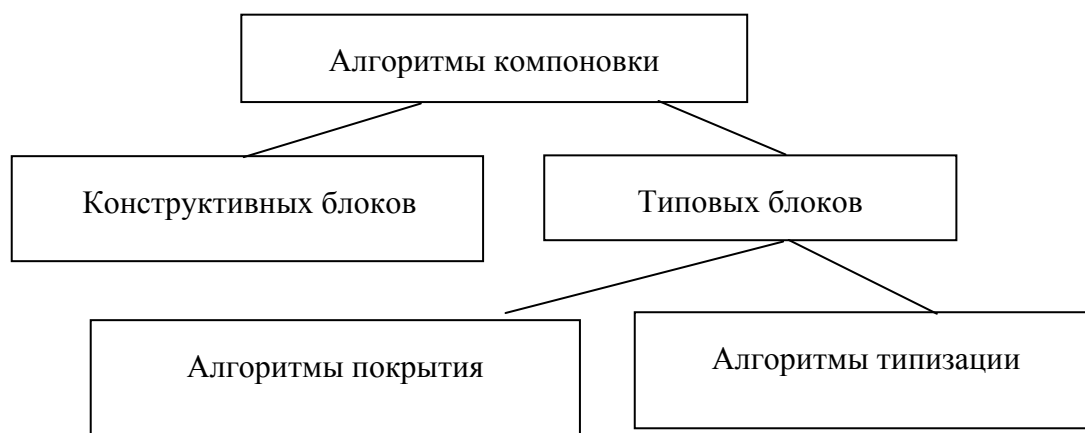 Алгоритмы компоновки
Конструктивных блоков
Типовых блоков
Алгоритмы покрытия
Алгоритмы типизации